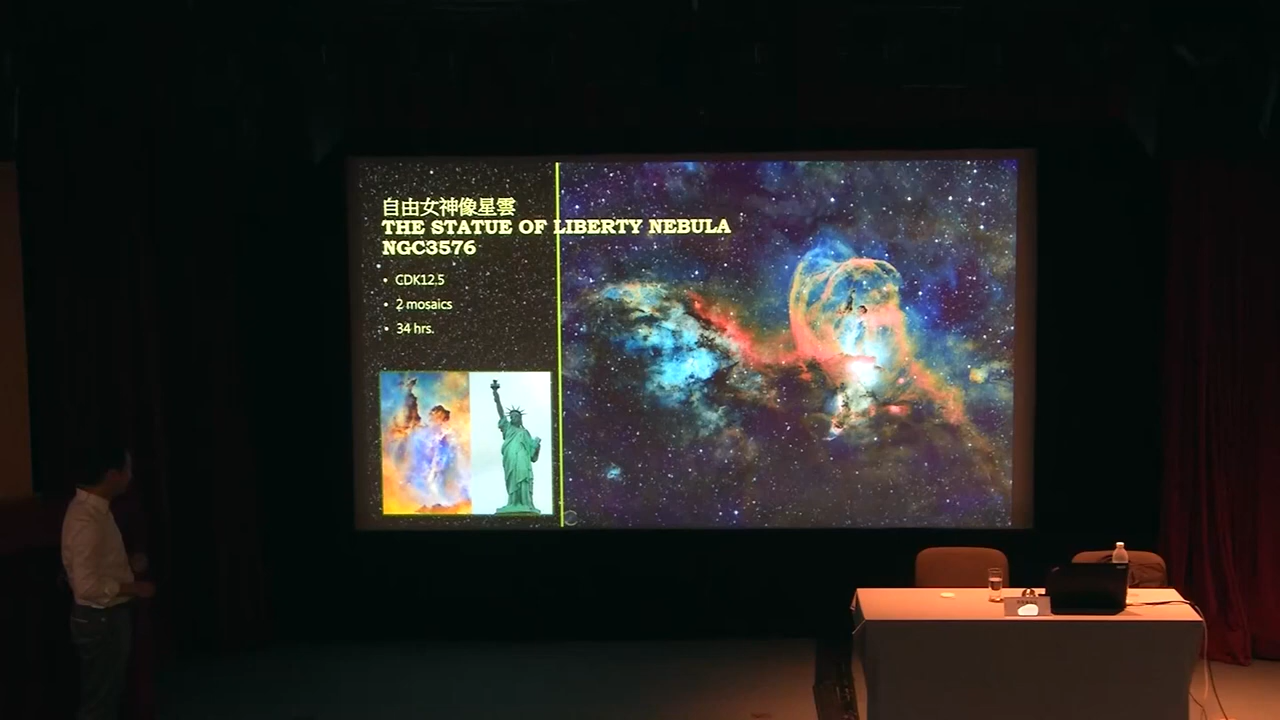 自由女神像星雲
THE STATUE OF LIBERTY NEBULA
NGC3576
• CDK12.5
• 2 mosaics
• 34 hrs.